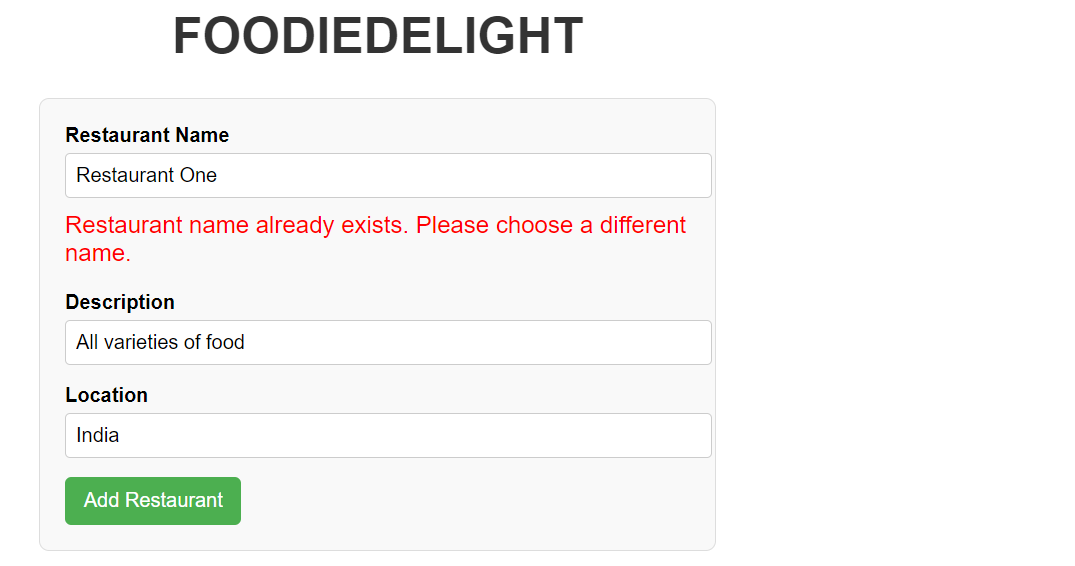 FOODIEDELIGHT
Restaurant Name
Restaurant One
Restaurant name already exists. Please choose a different
name.
Description
All varieties of food
Location
India
Add Restaurant